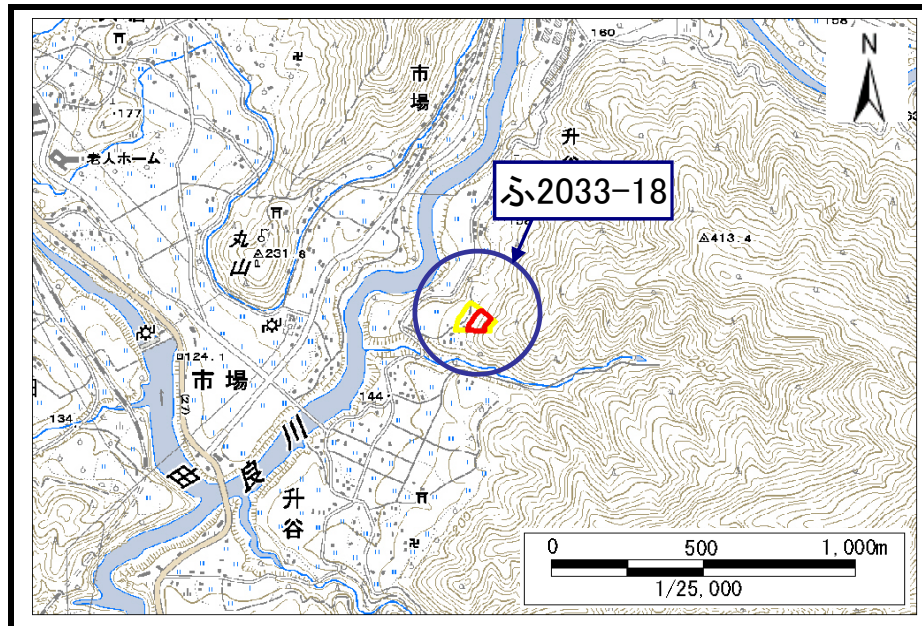 160
N
市場
177
升谷
老人ホーム
ふ2033-18
丸山
231.6
413.4
124.1
市場
144
134
由良川
升谷
0 500 1,000m
1/25,000